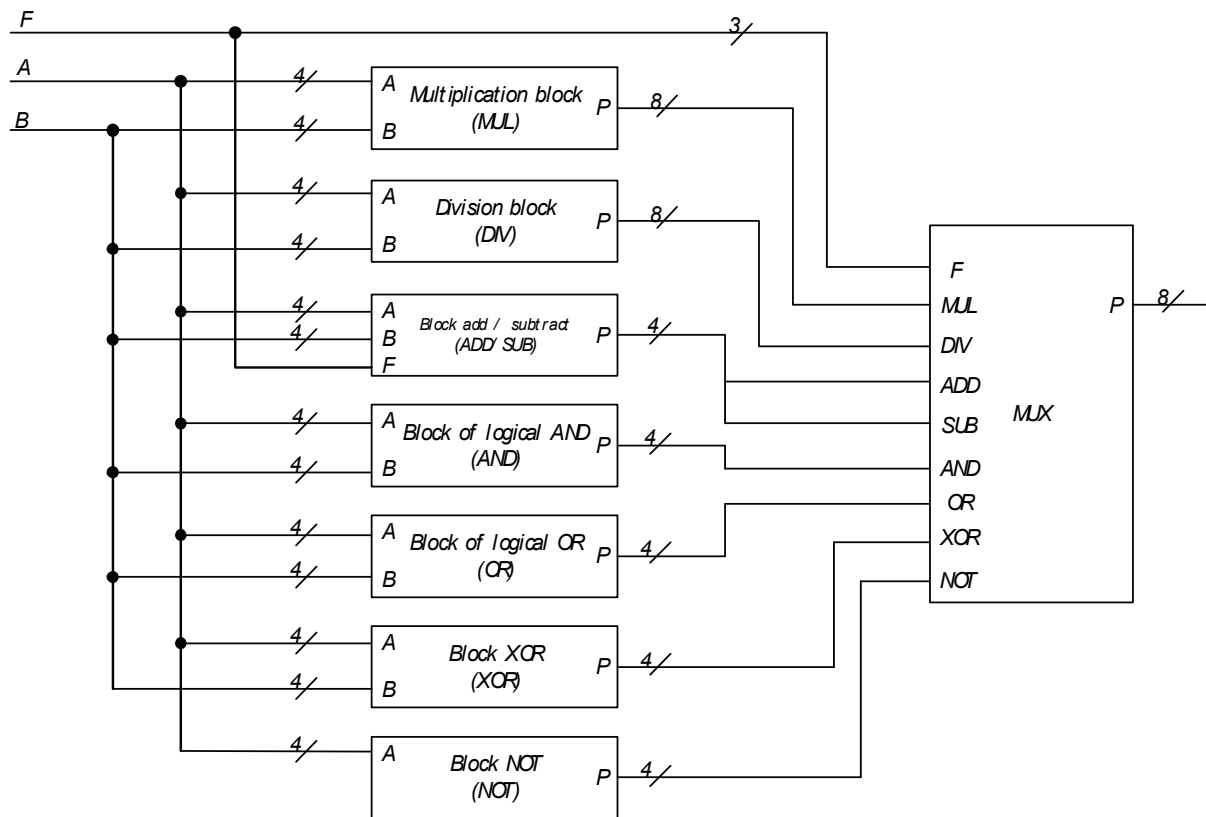 F
3
A
4
A
Multiplication block
(MUL)
P
8
B
4
B
4
A
Division block
(DIV)
P
8
4
B
4
A
Block add / subtract
(ADD/ SUB)
P
4
4
B
F
4
A
Block of logical AND
(AND)
P
4
4
B
4
A
Block of logical OR
(OR)
P
4
4
B
4
A
Block XOR
(XOR)
P
4
4
B
4
A
Block NOT
(NOT)
P
4
F
MUL
DIV
ADD
SUB
AND
OR
XOR
NOT
MUX
P
8